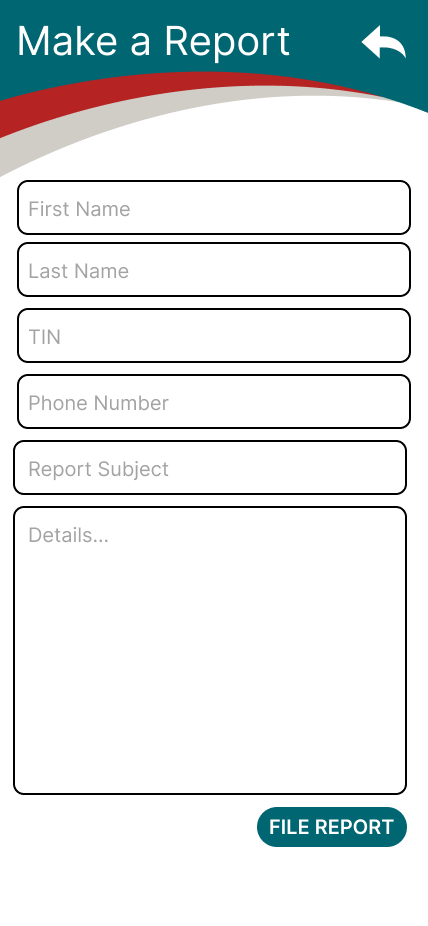 Make a Report
First Name
Last Name
TIN
Phone Number
Report Subject
Details...
FILE REPORT